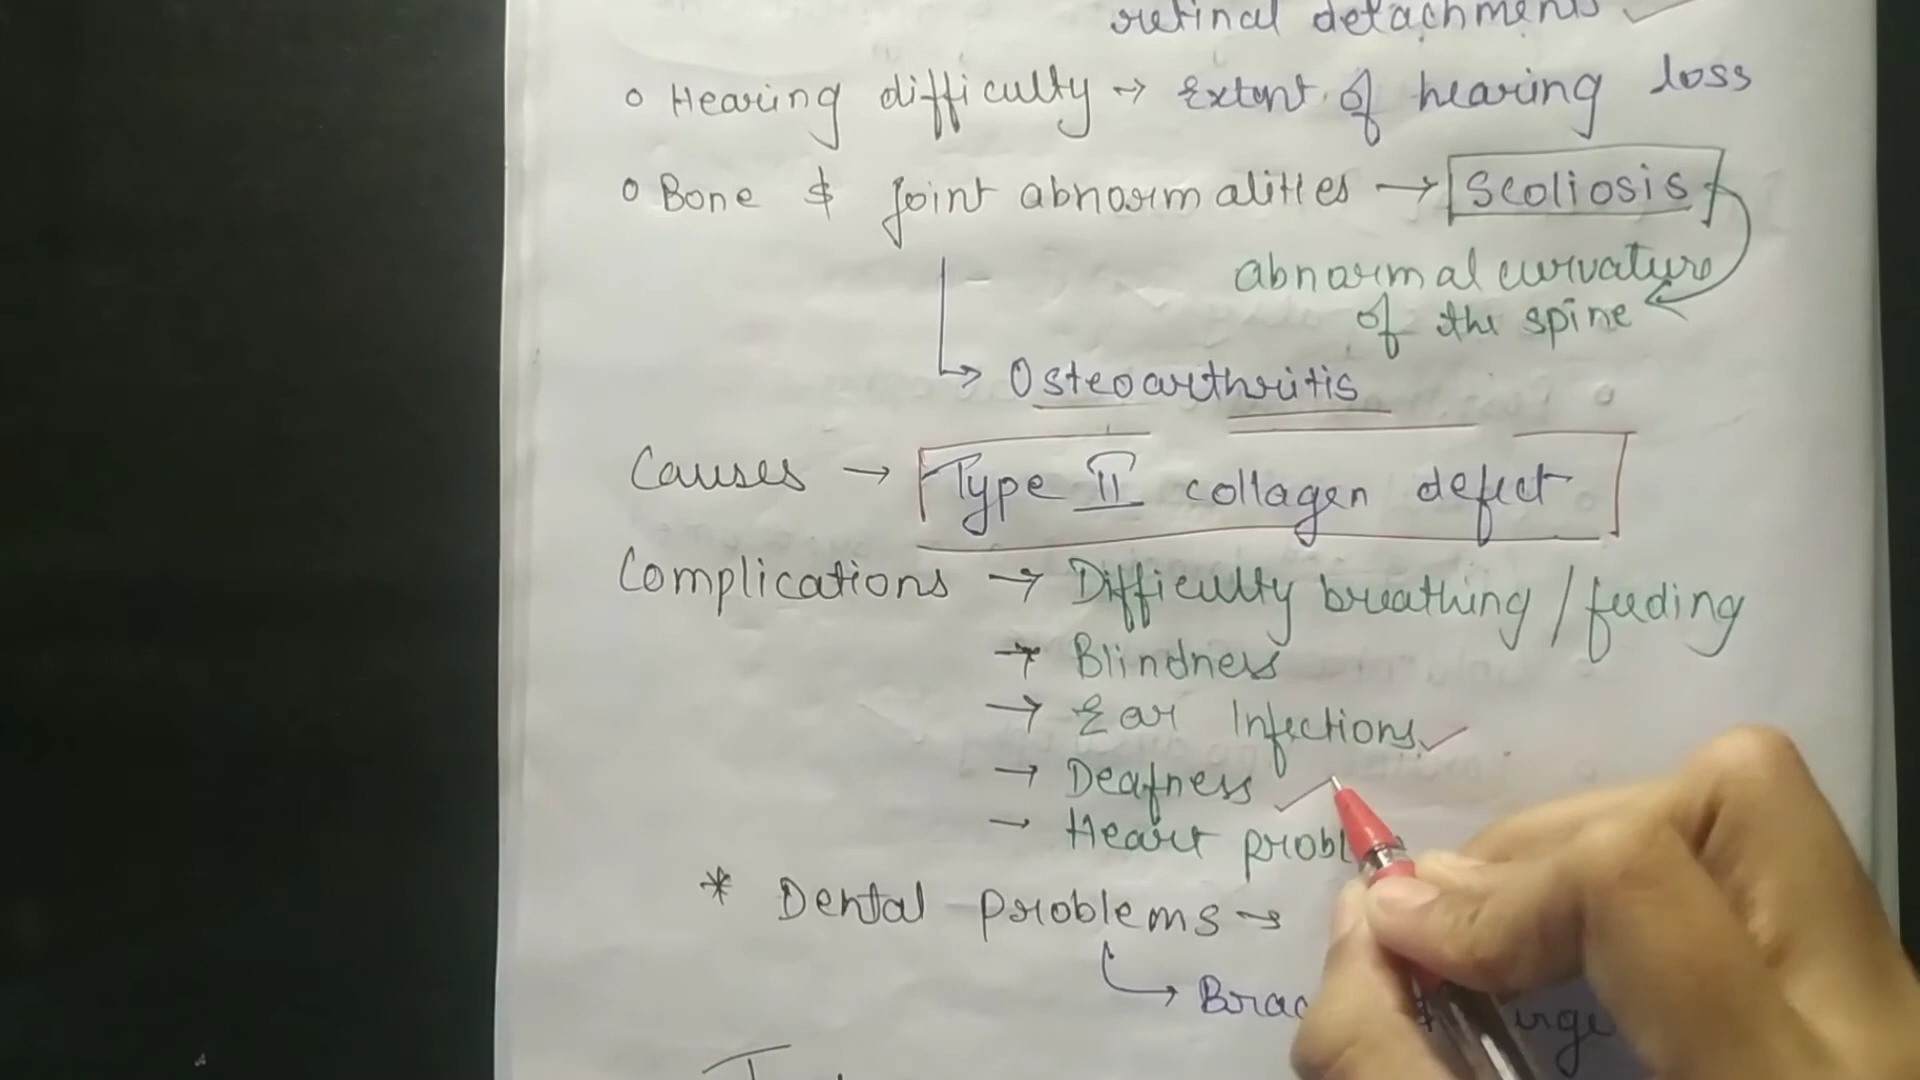 retinal detachments
o Hearing difficulty → Extent of hearing loss
o Bone & Joint abnormalities → Scoliosis
abnormal curvature
of the spine
→ Osteoarthritis
Causes → Type II collagen defect
Complications → Difficulty breathing / feeding
→ Blindness
→ Ear Infections ✓
→ Deafness ✓
→ Heart probl
* Dental problems →
→ Brac